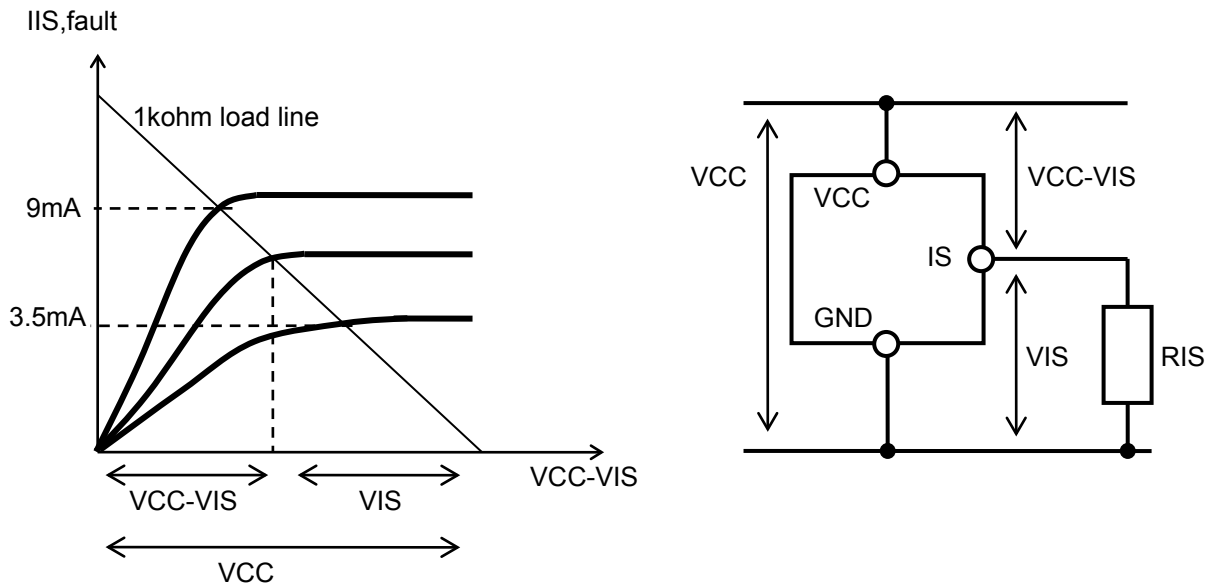 IIS,fault
1kohm load line
9mA
3.5mA
VCC-VIS
VCC-VIS
VIS
VCC
VCC
VCC
VCC-VIS
IS
GND
VIS
RIS